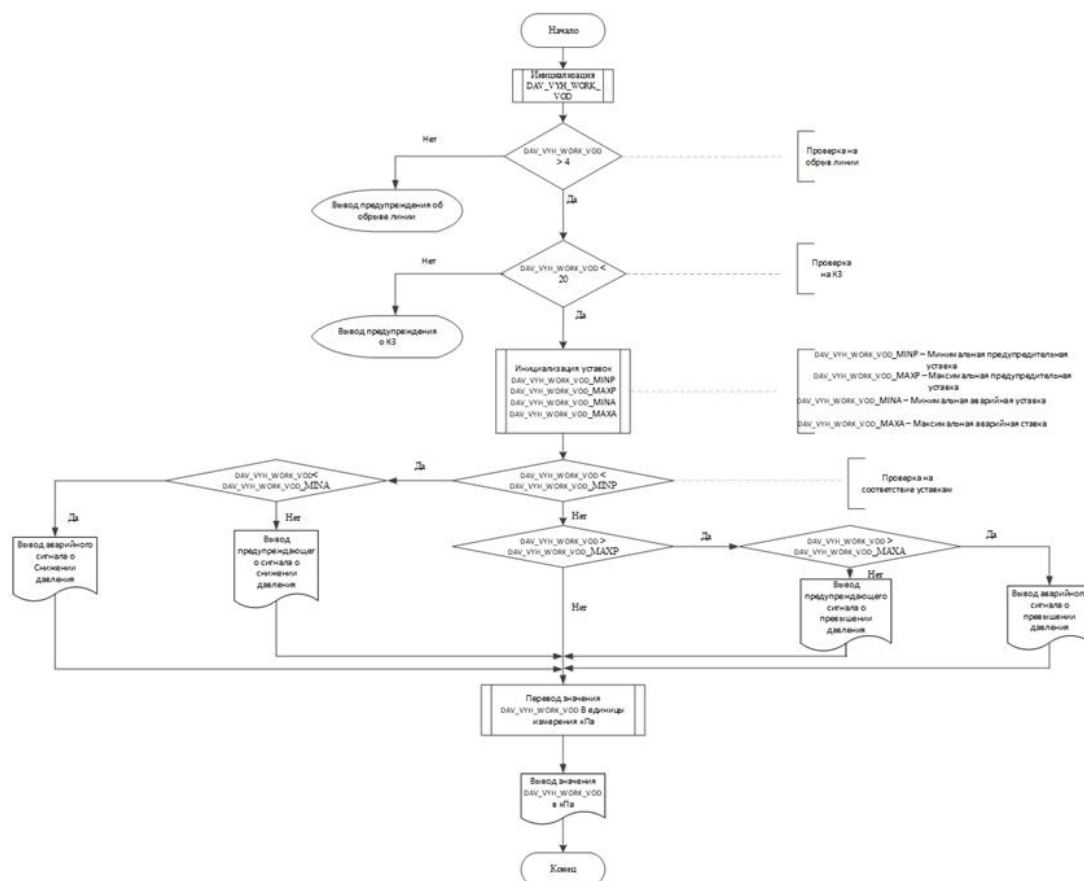 Начало
Инициализация
DAV_VYH_WORK_
VOD
DAV_VYH_WORK_VOD
> 4
Нет
Проверка на
обрыв линии
Вывод предупреждения об
обрыве линии
Да
DAV_VYH_WORK_VOD <
20
Нет
Проверка
на КЗ
Вывод предупреждения
о КЗ
Да
Инициализация уставок
DAV_VYH_WORK_VOD_MINP
DAV_VYH_WORK_VOD_MAXP
DAV_VYH_WORK_VOD_MINA
DAV_VYH_WORK_VOD_MAXA
DAV_VYH_WORK_VOD_MINP – Минимальная предупредительная
уставка
DAV_VYH_WORK_VOD_MAXP – Максимальная предупредительная
уставка
DAV_VYH_WORK_VOD_MINA – Минимальная аварийная уставка
DAV_VYH_WORK_VOD_MAXA – Максимальная аварийная ставка
DAV_VYH_WORK_VOD<
DAV_VYH_WORK_VOD_MINA
Да
DAV_VYH_WORK_VOD <
DAV_VYH_WORK_VOD_MINP
Проверка на
соответствие уставкам
Да
Нет
Нет
Вывод аварийного
сигнала о
Снижении
давления
Вывод
предупреждающег
о сигнала о
снижении
давления
DAV_VYH_WORK_VOD >
DAV_VYH_WORK_VOD_MAXP
Да
DAV_VYH_WORK_VOD >
DAV_VYH_WORK_VOD_MAXA
Да
Нет
Нет
Вывод
предупреждающего
сигнала о
превышении
давления
Вывод аварийного
сигнала о
превышении
давления
Перевод значения
DAV_VYH_WORK_VOD В единицы
измерения кПа
Вывод значения
DAV_VYH_WORK_VOD
в кПа
Конец